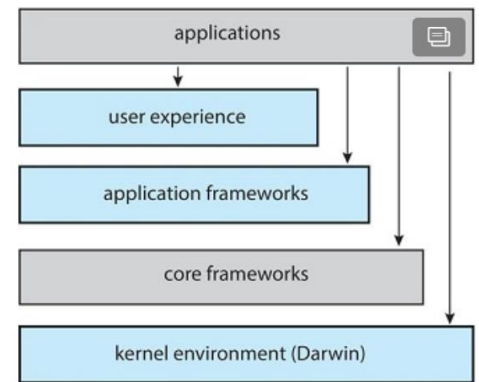 applications
user experience
application frameworks
core frameworks
kernel environment (Darwin)